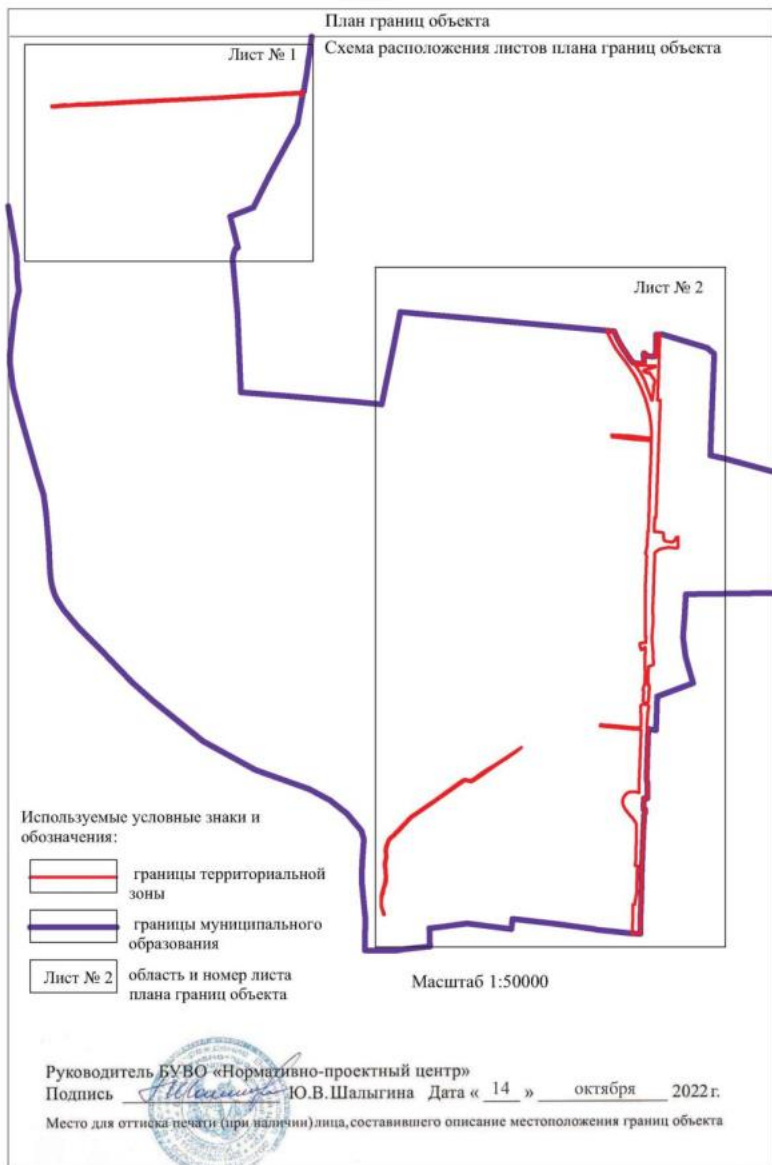 План границ объекта
Схема расположения листов плана границ объекта
Лист № 1
Лист № 2
Используемые условные знаки и
обозначения:
границы территориальной
зоны
границы муниципального
образования
Лист № 2
область и номер листа
плана границ объекта
Масштаб 1:50000
Руководитель БУВО «Нормативно-проектный центр»
Подпись Ю.В.Шалыгина Дата « 14 » октября 2022 г.
Место для оттиска печати (при наличии) лица, составившего описание местоположения границ объекта